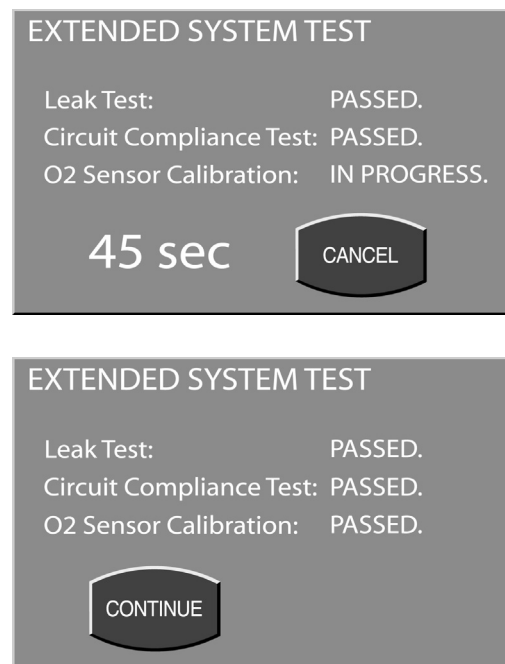 EXTENDED SYSTEM TEST
Leak Test: PASSED.
Circuit Compliance Test: PASSED.
O2 Sensor Calibration: IN PROGRESS.
45 sec CANCEL
EXTENDED SYSTEM TEST
Leak Test: PASSED.
Circuit Compliance Test: PASSED.
O2 Sensor Calibration: PASSED.
CONTINUE